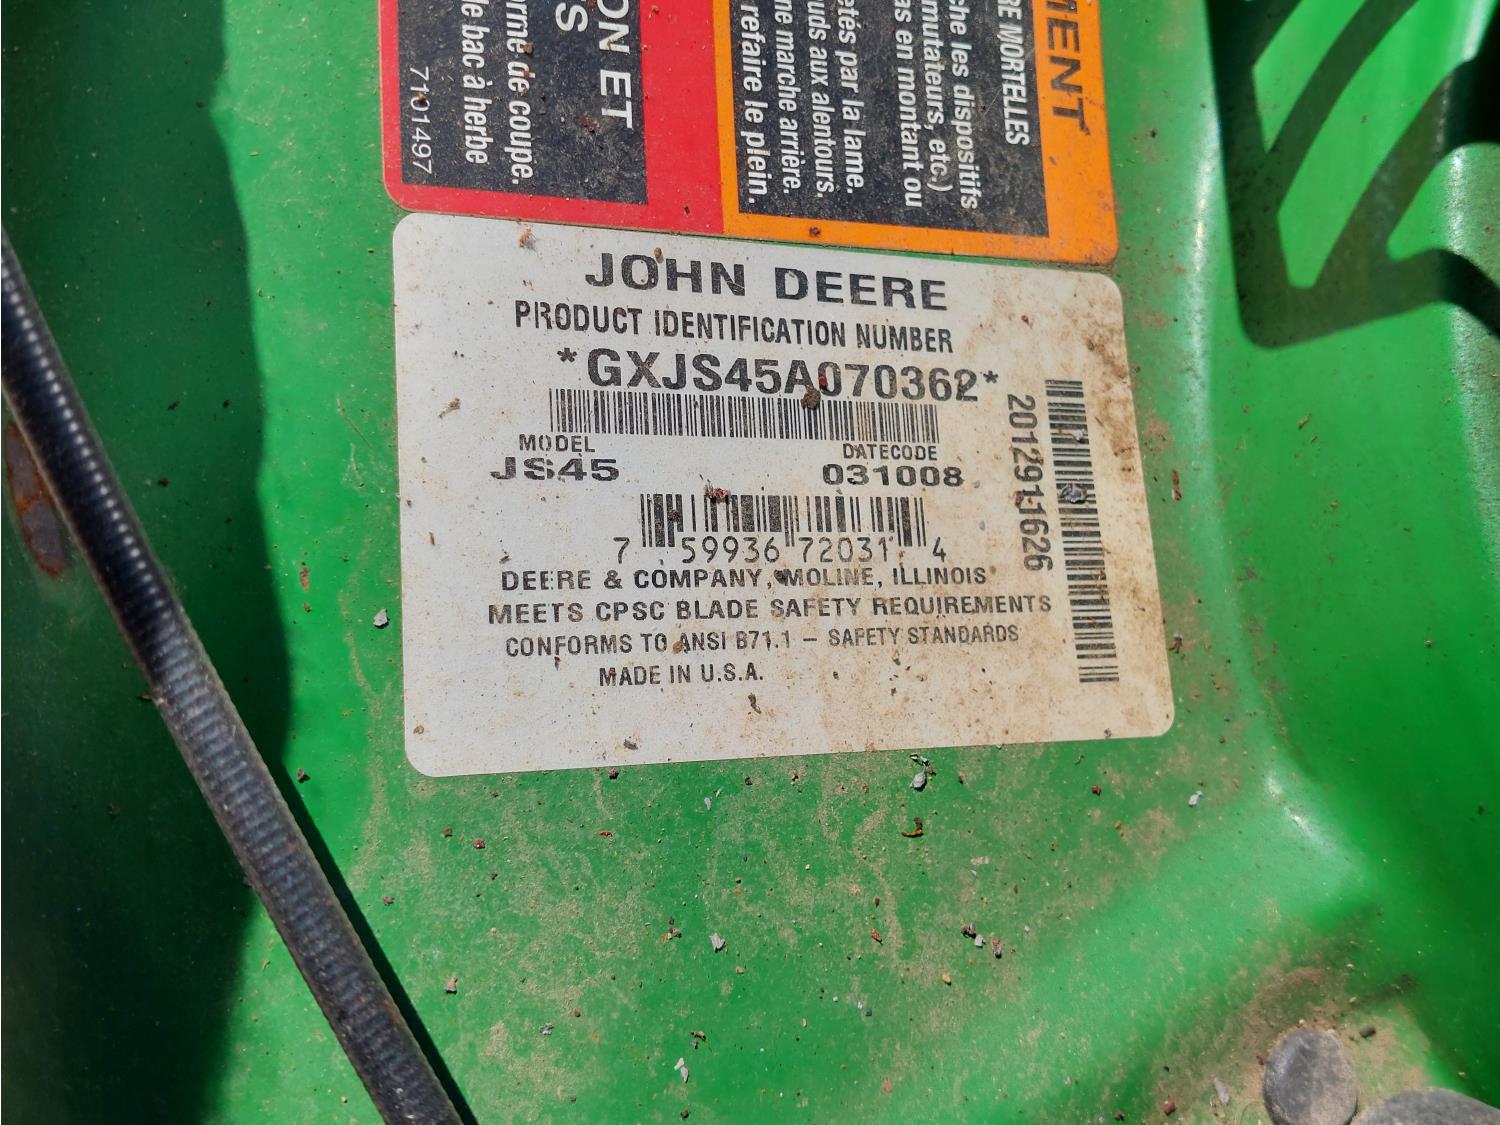 ON ET
S
orme de coupe.
le bac à herbe
7101497
MENT
RE MORTELLES
che les dispositifs
mmutateurs, etc.)
as en montant ou
etés par la lame.
uds aux alentours.
ne marche arrière.
refaire le plein.
JOHN DEERE
PRODUCT IDENTIFICATION NUMBER
*GXJS45A070362*
MODEL DATECODE
JS45 031008
7 59936 72031 4
DEERE & COMPANY, MOLINE, ILLINOIS
MEETS CPSC BLADE SAFETY REQUIREMENTS
CONFORMS TO ANSI B71.1 – SAFETY STANDARDS
MADE IN U.S.A.